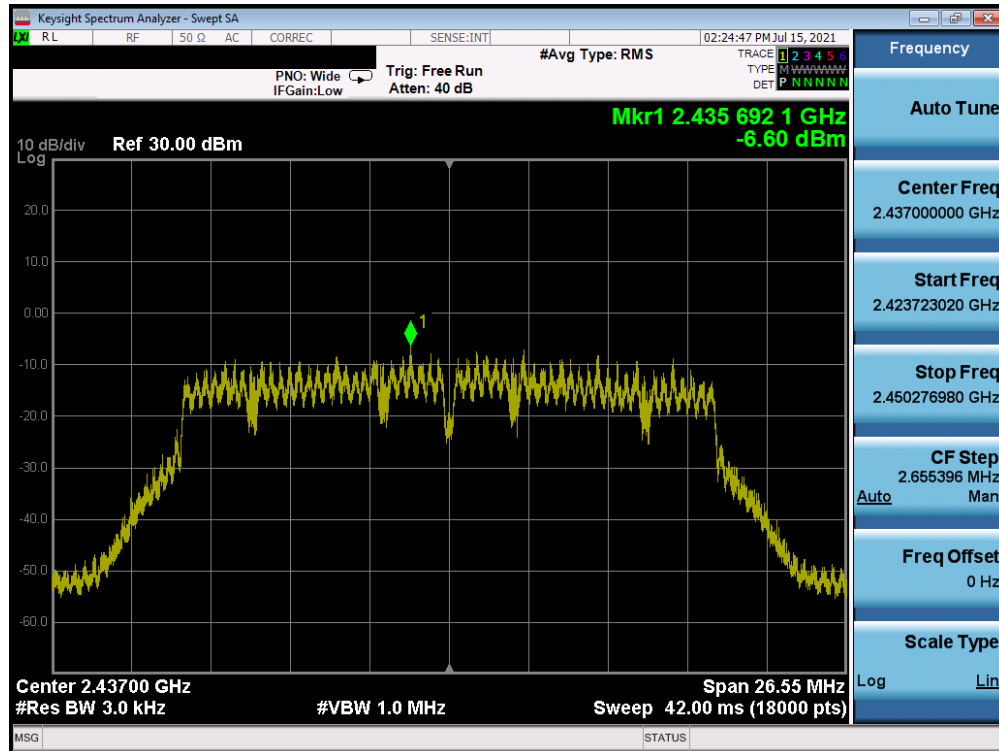 Keysight Spectrum Analyzer - Swept SA
LXI RL RF 50 Ω AC CORREC SENSE:INT 02:24:47 PM Jul 15, 2021
#Avg Type: RMS TRACE 1 2 3 4 5 6
PNO: Wide Trig: Free Run TYPE M WWWWW
IFGain:Low Atten: 40 dB DET P N N N N N
Mkr1 2.435 692 1 GHz
-6.60 dBm
10 dB/div Ref 30.00 dBm
Log
20.0
10.0
0.00
1
-10.0
-20.0
-30.0
-40.0
-50.0
-60.0
Center 2.43700 GHz Span 26.55 MHz
#Res BW 3.0 kHz #VBW 1.0 MHz Sweep 42.00 ms (18000 pts)
MSG STATUS
Frequency
Auto Tune
Center Freq
2.437000000 GHz
Start Freq
2.423723020 GHz
Stop Freq
2.450276980 GHz
CF Step
2.655396 MHz
Auto Man
Freq Offset
0 Hz
Scale Type
Log Lin